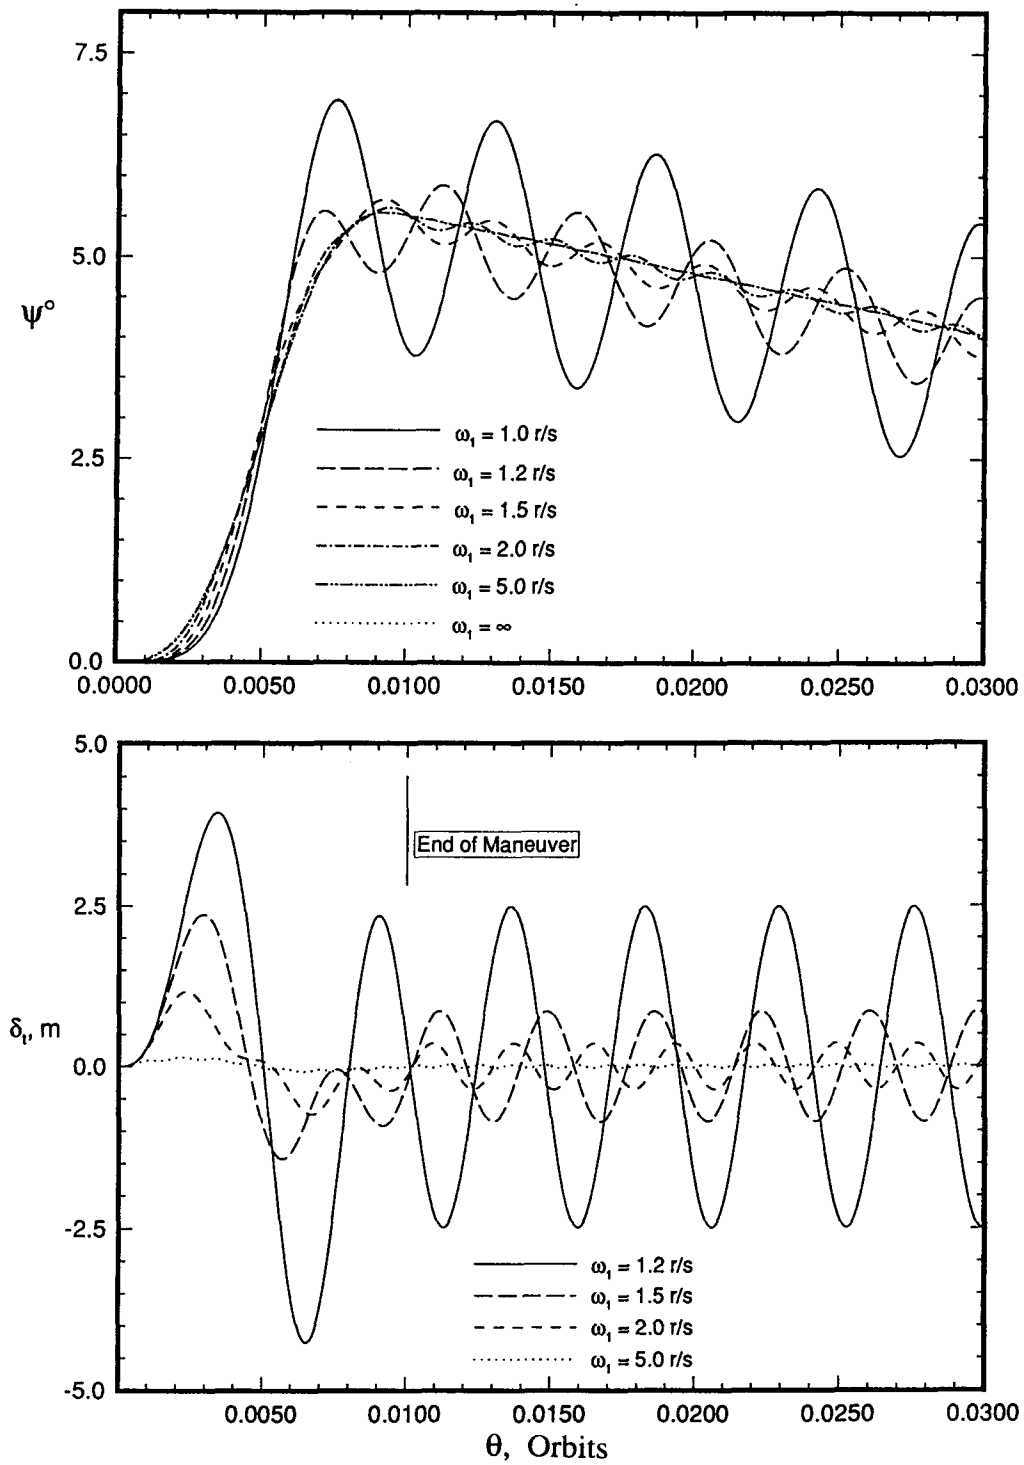 7.5
5.0
ψ°
2.5
0.0
ω₁ = 1.0 r/s
ω₁ = 1.2 r/s
ω₁ = 1.5 r/s
ω₁ = 2.0 r/s
ω₁ = 5.0 r/s
ω₁ = ∞
0.0000 0.0050 0.0100 0.0150 0.0200 0.0250 0.0300
5.0
End of Maneuver
2.5
δₜ, m
0.0
-2.5
-5.0
ω₁ = 1.2 r/s
ω₁ = 1.5 r/s
ω₁ = 2.0 r/s
ω₁ = 5.0 r/s
0.0050 0.0100 0.0150 0.0200 0.0250 0.0300
θ, Orbits